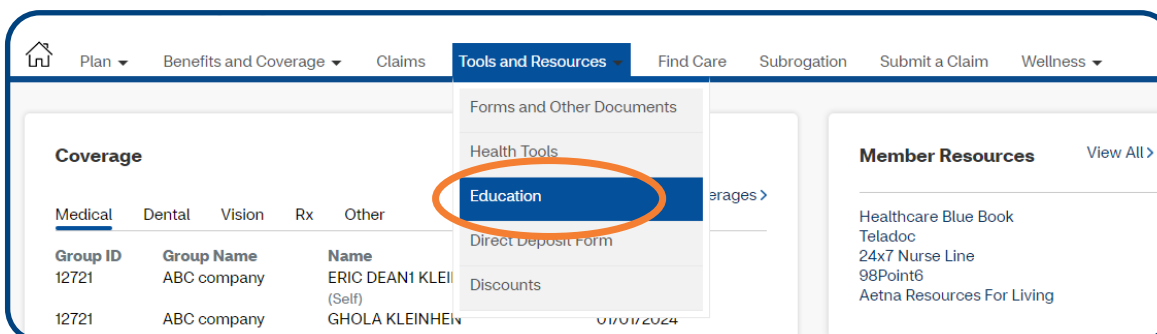 Plan Benefits and Coverage Claims Tools and Resources Find Care Subrogation Submit a Claim Wellness
Forms and Other Documents
Health Tools
Education
Direct Deposit Form
Discounts
Coverage
erages >
Medical Dental Vision Rx Other
Group ID Group Name Name
12721 ABC company ERIC DEAN1
(Self)
12721 ABC company GHOLA KLEINHEN 01/01/2024
Member Resources View All >
Healthcare Blue Book
Teladoc
24x7 Nurse Line
98Point6
Aetna Resources For Living